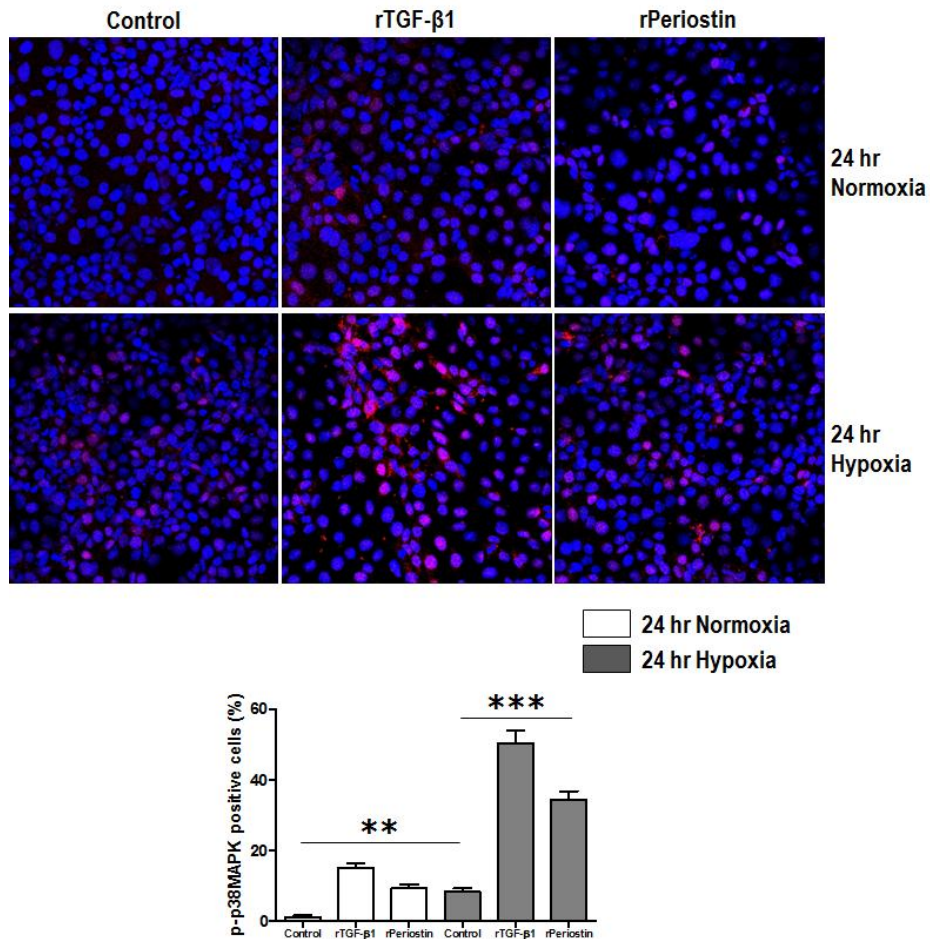 Control rTGF-β1 rPeriostin
24 hr
Normoxia
24 hr
Hypoxia
24 hr Normoxia
24 hr Hypoxia
p-p38MAPK positive cells (%)
60
40
20
0
**
***
Control rTGF-β1 rPeriostin Control rTGF-β1 rPeriostin